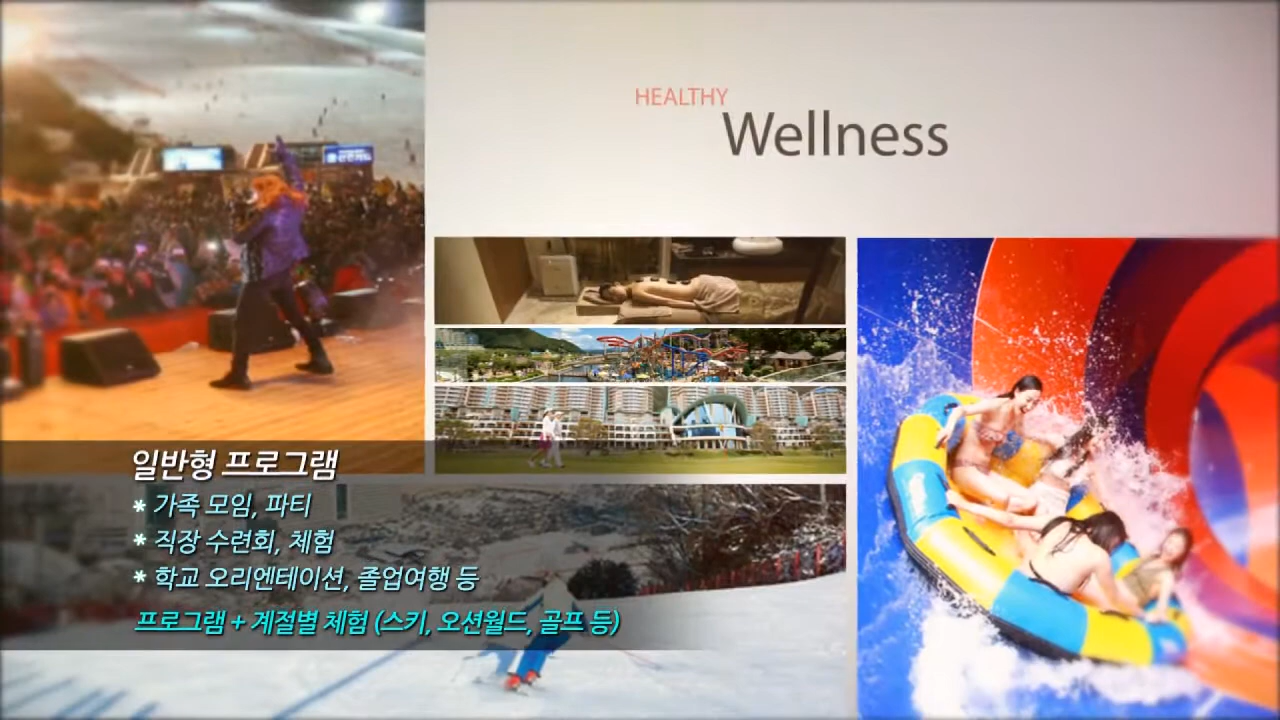 HEALTHY
Wellness
일반형 프로그램
* 가족 모임, 파티
* 직장 수련회, 체험
* 학교 오리엔테이션, 졸업여행 등
프로그램 + 계절별 체험 (스키, 오션월드, 골프 등)